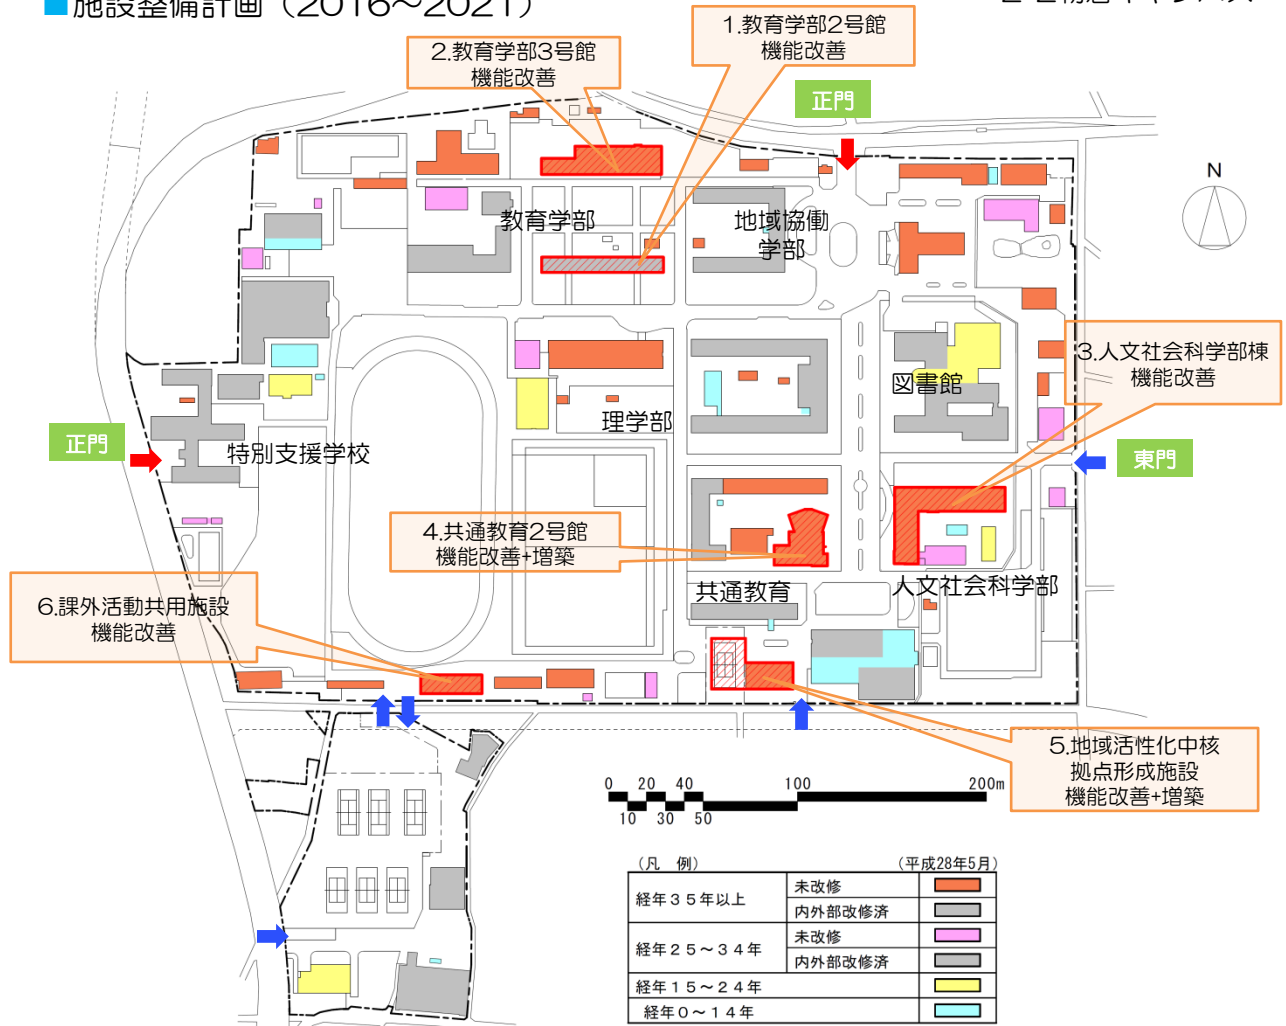 ■施設整備計画（2016～2021）
1.教育学部2号館
機能改善
2.教育学部3号館
機能改善
正門
N
教育学部
地域協働
学部
3.人文社会科学部棟
機能改善
図書館
理学部
正門
特別支援学校
東門
4.共通教育2号館
機能改善+増築
共通教育
人文社会科学部
6.課外活動共用施設
機能改善
5.地域活性化中核
拠点形成施設
機能改善+増築
0 20 40 100 200m
10 30 50
（凡 例） （平成28年5月）
経年３５年以上 未改修
内外部改修済
経年２５～３４年 未改修
内外部改修済
経年１５～２４年
経年０～１４年